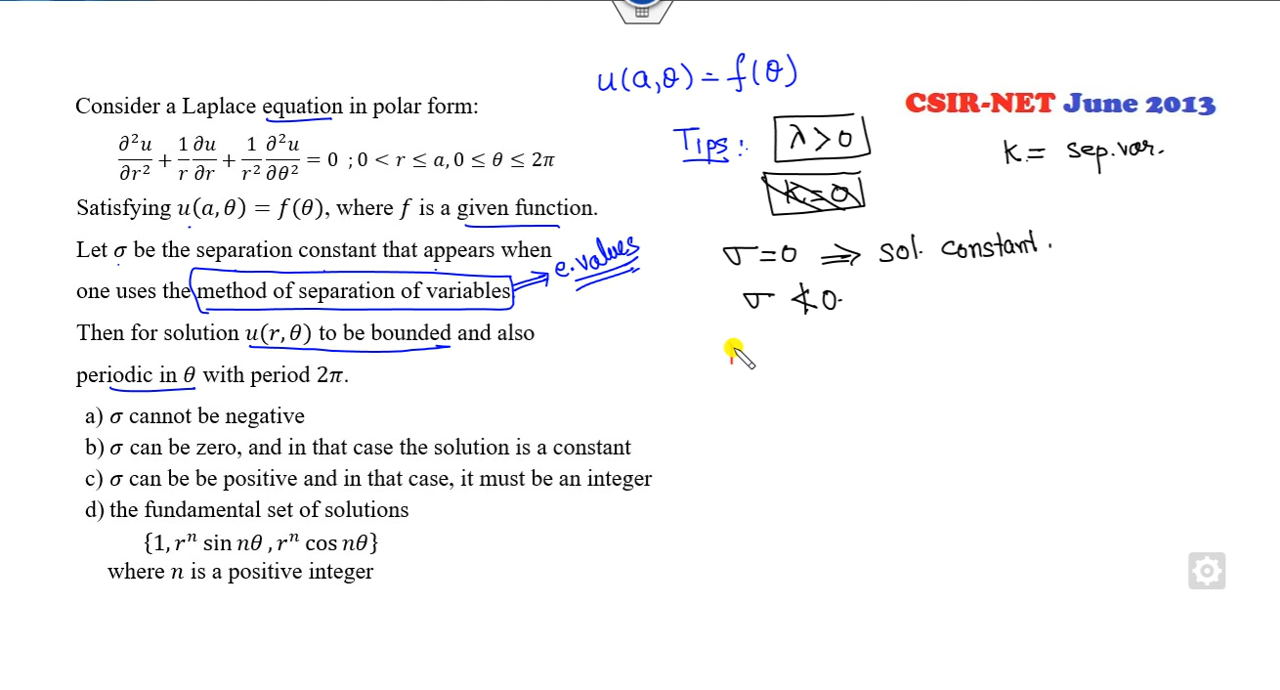 u(a,θ) = f(θ)
Consider a Laplace equation in polar form:
CSIR-NET June 2013
∂²u/∂r² + 1/r ∂u/∂r + 1/r² ∂²u/∂θ² = 0 ; 0 < r ≤ a, 0 ≤ θ ≤ 2π
Tips:
λ > 0
K = sep. var.
K = 0
Satisfying u(a, θ) = f(θ), where f is a given function.
Let σ be the separation constant that appears when
e.values
σ = 0 ⇒ sol. constant.
one uses the method of separation of variables
σ ≮ 0.
Then for solution u(r, θ) to be bounded and also
periodic in θ with period 2π.
a) σ cannot be negative
b) σ can be zero, and in that case the solution is a constant
c) σ can be be positive and in that case, it must be an integer
d) the fundamental set of solutions
{1, rⁿ sin nθ , rⁿ cos nθ}
where n is a positive integer